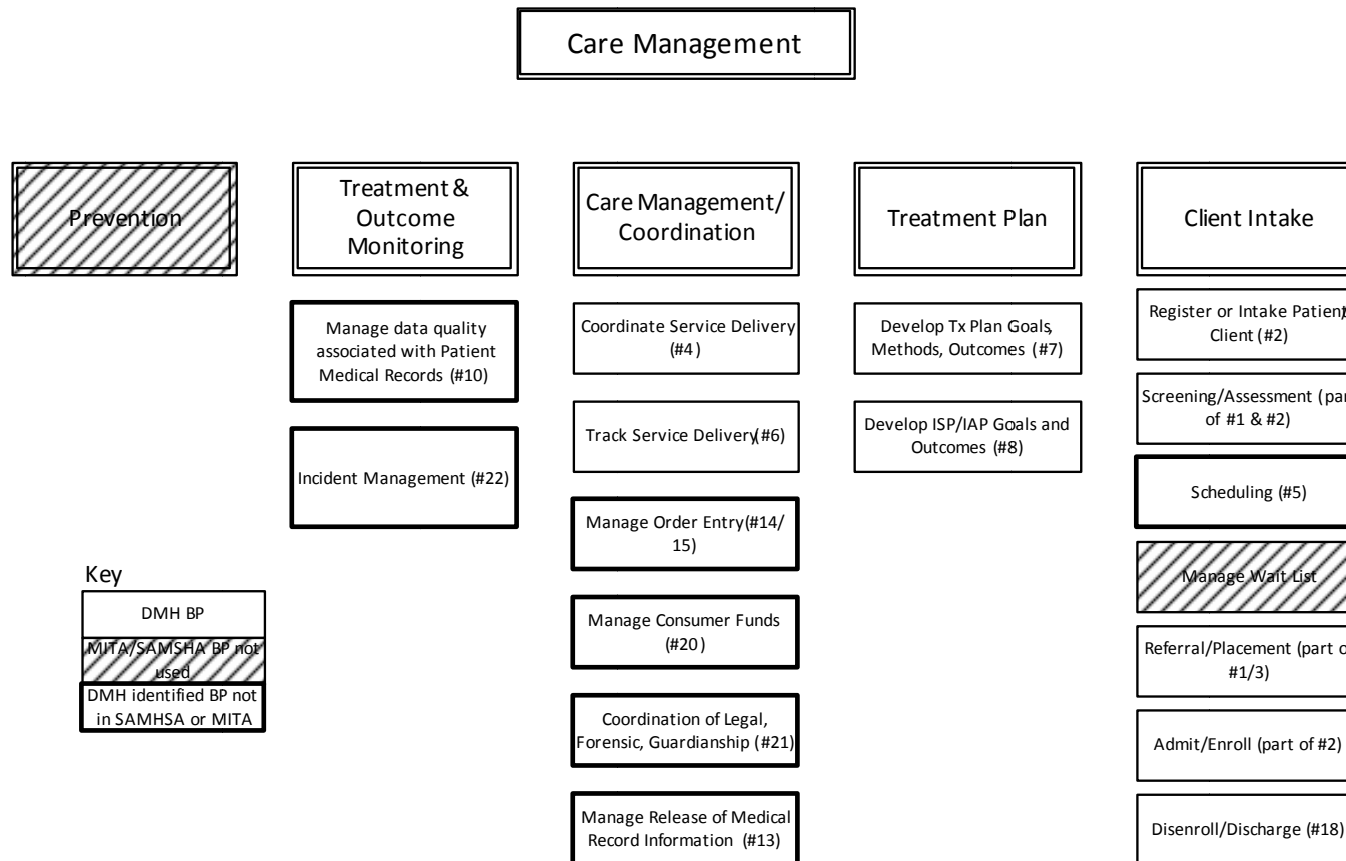 Care Management
Prevention
Treatment &
Outcome
Monitoring
Manage data quality
associated with Patient
Medical Records (#10)
Incident Management (#22)
Care Management/
Coordination
Coordinate Service Delivery
(#4)
Track Service Delivery(#6)
Manage Order Entry(#14/
15)
Manage Consumer Funds
(#20)
Coordination of Legal,
Forensic, Guardianship (#21)
Manage Release of Medical
Record Information (#13)
Treatment Plan
Develop Tx Plan Goals,
Methods, Outcomes (#7)
Develop ISP/IAP Goals and
Outcomes (#8)
Client Intake
Register or Intake Patient/
Client (#2)
Screening/Assessment (par
of #1 & #2)
Scheduling (#5)
Manage Wait List
Referral/Placement (part o
#1/3)
Admit/Enroll (part of #2)
Disenroll/Discharge (#18)
Key
DMH BP
MITA/SAMSHA BP not
used
DMH identified BP not
in SAMHSA or MITA